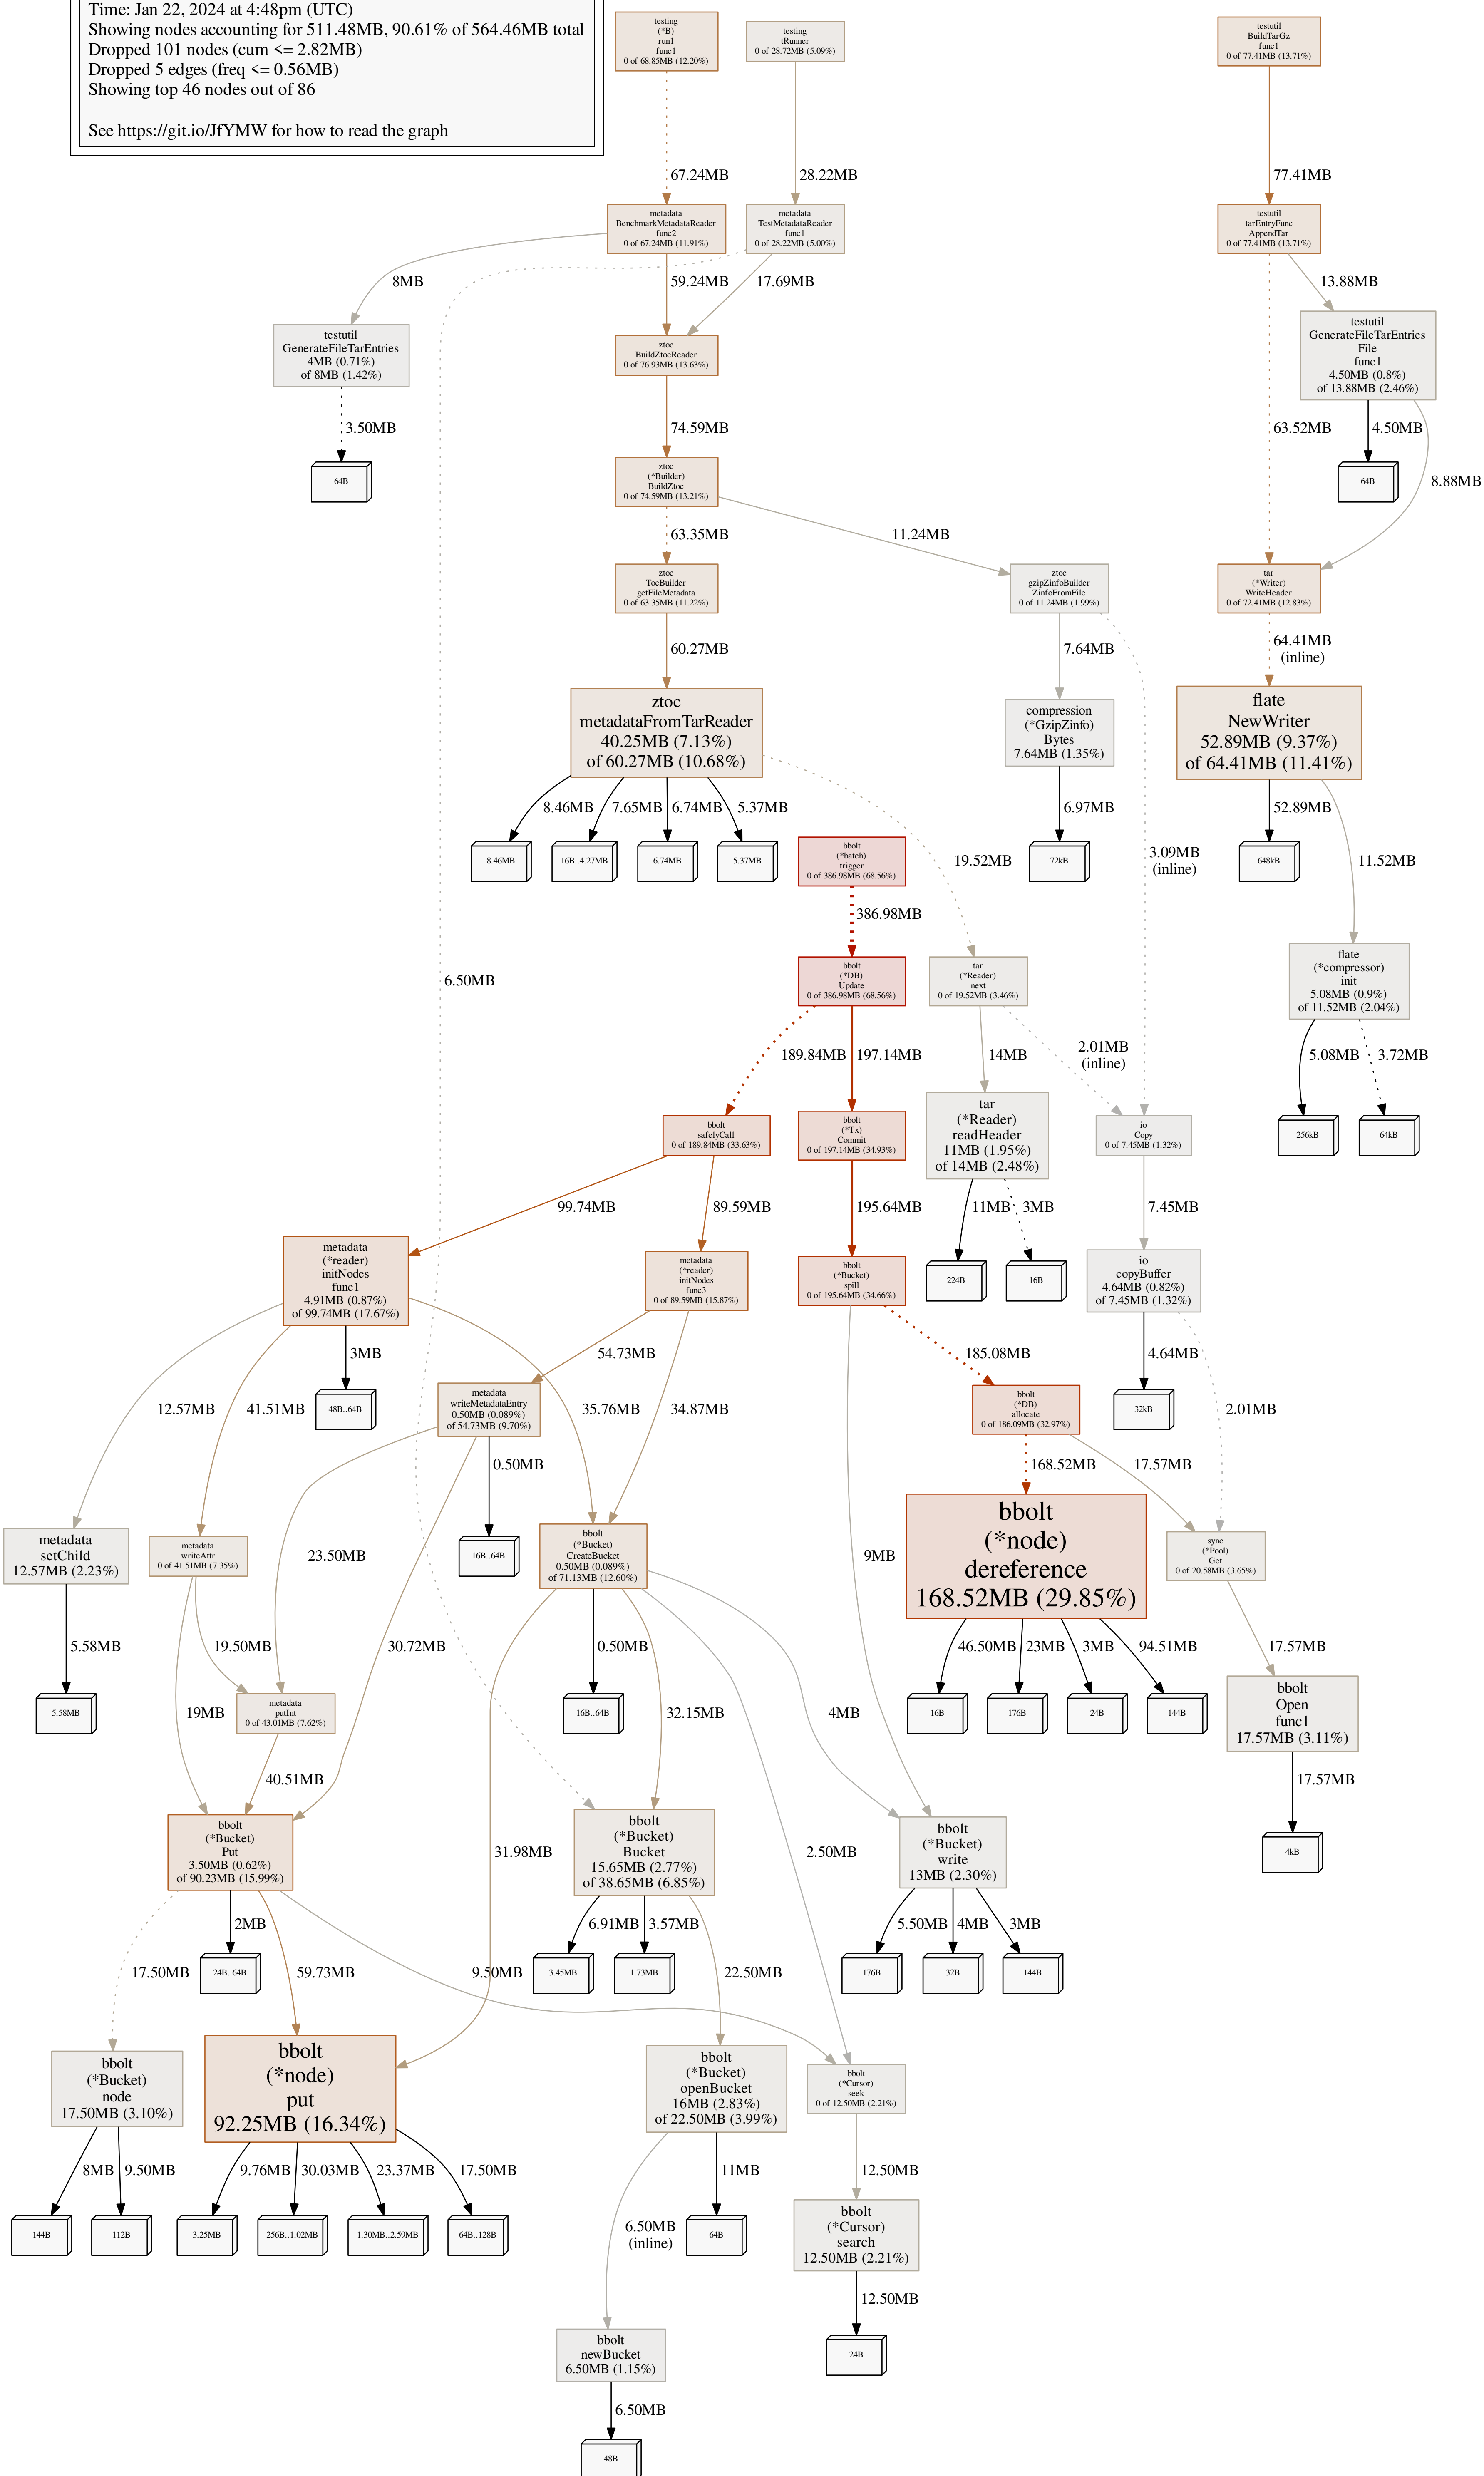 Time: Jan 22, 2024 at 4:48pm (UTC)
Showing nodes accounting for 511.48MB, 90.61% of 564.46MB total
Dropped 101 nodes (cum <= 2.82MB)
Dropped 5 edges (freq <= 0.56MB)
Showing top 46 nodes out of 86
See https://git.io/JfYMW for how to read the graph
testing
(*B)
run1
func1
0 of 68.85MB (12.20%)
testing
tRunner
0 of 28.72MB (5.09%)
testutil
BuildTarGz
func1
0 of 77.41MB (13.71%)
67.24MB
28.22MB
77.41MB
metadata
BenchmarkMetadataReader
func2
0 of 67.24MB (11.91%)
metadata
TestMetadataReader
func1
0 of 28.22MB (5.00%)
testutil
tarEntryFunc
AppendTar
0 of 77.41MB (13.71%)
8MB
59.24MB
17.69MB
13.88MB
testutil
GenerateFileTarEntries
4MB (0.71%)
of 8MB (1.42%)
ztoc
BuildZtocReader
0 of 76.93MB (13.63%)
testutil
GenerateFileTarEntries
File
func1
4.50MB (0.8%)
of 13.88MB (2.46%)
3.50MB
74.59MB
63.52MB
4.50MB
8.88MB
64B
ztoc
(*Builder)
BuildZtoc
0 of 74.59MB (13.21%)
64B
63.35MB
11.24MB
ztoc
TocBuilder
getFileMetadata
0 of 63.35MB (11.22%)
ztoc
gzipZinfoBuilder
ZinfoFromFile
0 of 11.24MB (1.99%)
tar
(*Writer)
WriteHeader
0 of 72.41MB (12.83%)
60.27MB
7.64MB
64.41MB
(inline)
ztoc
metadataFromTarReader
40.25MB (7.13%)
of 60.27MB (10.68%)
compression
(*GzipZinfo)
Bytes
7.64MB (1.35%)
flate
NewWriter
52.89MB (9.37%)
of 64.41MB (11.41%)
8.46MB
7.65MB
6.74MB
5.37MB
6.97MB
52.89MB
8.46MB
16B..4.27MB
6.74MB
5.37MB
bbolt
(*batch)
trigger
0 of 386.98MB (68.56%)
19.52MB
72kB
3.09MB
(inline)
648kB
11.52MB
386.98MB
6.50MB
bbolt
(*DB)
Update
0 of 386.98MB (68.56%)
tar
(*Reader)
next
0 of 19.52MB (3.46%)
flate
(*compressor)
init
5.08MB (0.9%)
of 11.52MB (2.04%)
189.84MB
197.14MB
14MB
2.01MB
(inline)
5.08MB
3.72MB
bbolt
safelyCall
0 of 189.84MB (33.63%)
bbolt
(*Tx)
Commit
0 of 197.14MB (34.93%)
tar
(*Reader)
readHeader
11MB (1.95%)
of 14MB (2.48%)
io
Copy
0 of 7.45MB (1.32%)
256kB
64kB
99.74MB
89.59MB
195.64MB
11MB
3MB
7.45MB
metadata
(*reader)
initNodes
func1
4.91MB (0.87%)
of 99.74MB (17.67%)
metadata
(*reader)
initNodes
func3
0 of 89.59MB (15.87%)
bbolt
(*Bucket)
spill
0 of 195.64MB (34.66%)
224B
16B
io
copyBuffer
4.64MB (0.82%)
of 7.45MB (1.32%)
3MB
54.73MB
185.08MB
4.64MB
12.57MB
41.51MB
48B..64B
metadata
writeMetadataEntry
0.50MB (0.089%)
of 54.73MB (9.70%)
35.76MB
34.87MB
bbolt
(*DB)
allocate
0 of 186.09MB (32.97%)
32kB
2.01MB
0.50MB
168.52MB
17.57MB
metadata
setChild
12.57MB (2.23%)
metadata
writeAttr
0 of 41.51MB (7.35%)
23.50MB
16B..64B
bbolt
(*Bucket)
CreateBucket
0.50MB (0.089%)
of 71.13MB (12.60%)
9MB
bbolt
(*node)
dereference
168.52MB (29.85%)
sync
(*Pool)
Get
0 of 20.58MB (3.65%)
5.58MB
19.50MB
30.72MB
0.50MB
46.50MB
23MB
3MB
94.51MB
17.57MB
5.58MB
19MB
metadata
putInt
0 of 43.01MB (7.62%)
16B..64B
32.15MB
4MB
16B
176B
24B
144B
bbolt
Open
func1
17.57MB (3.11%)
40.51MB
17.57MB
bbolt
(*Bucket)
Put
3.50MB (0.62%)
of 90.23MB (15.99%)
31.98MB
bbolt
(*Bucket)
Bucket
15.65MB (2.77%)
of 38.65MB (6.85%)
2.50MB
bbolt
(*Bucket)
write
13MB (2.30%)
4kB
2MB
6.91MB
3.57MB
5.50MB
4MB
3MB
17.50MB
24B..64B
59.73MB
9.50MB
3.45MB
1.73MB
22.50MB
176B
32B
144B
bbolt
(*Bucket)
node
17.50MB (3.10%)
bbolt
(*node)
put
92.25MB (16.34%)
bbolt
(*Bucket)
openBucket
16MB (2.83%)
of 22.50MB (3.99%)
bbolt
(*Cursor)
seek
0 of 12.50MB (2.21%)
8MB
9.50MB
9.76MB
30.03MB
23.37MB
17.50MB
11MB
12.50MB
144B
112B
3.25MB
256B..1.02MB
1.30MB..2.59MB
64B..128B
6.50MB
(inline)
64B
bbolt
(*Cursor)
search
12.50MB (2.21%)
12.50MB
bbolt
newBucket
6.50MB (1.15%)
24B
6.50MB
48B